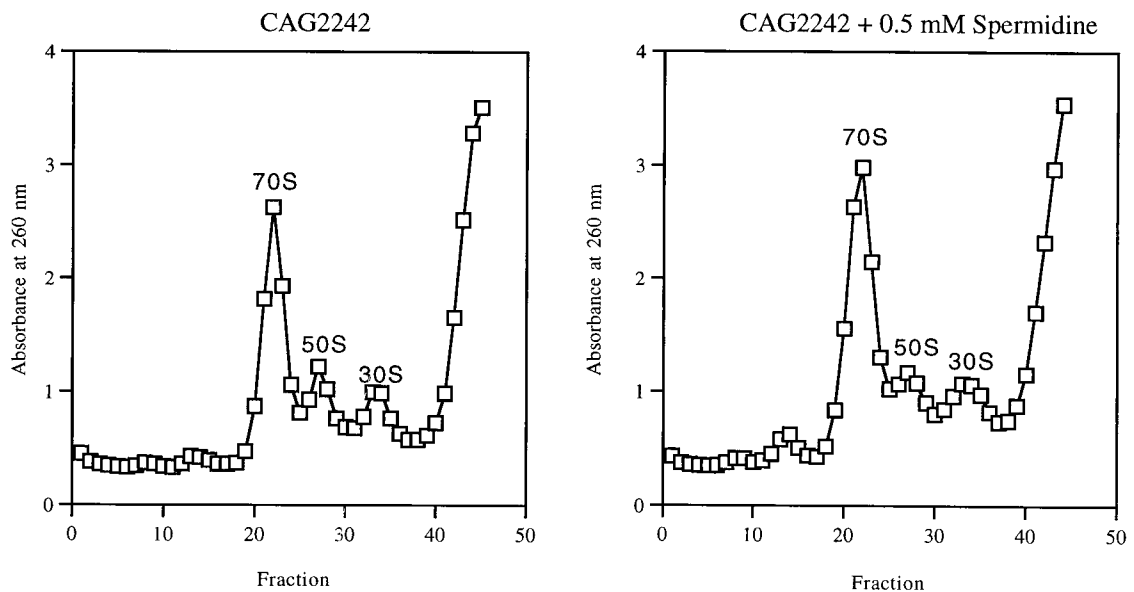 CAG2242
4
3
2
1
0
Absorbance at 260 nm
70S
50S
30S
0 10 20 30 40 50
Fraction
CAG2242 + 0.5 mM Spermidine
4
3
2
1
0
Absorbance at 260 nm
70S
50S
30S
0 10 20 30 40 50
Fraction